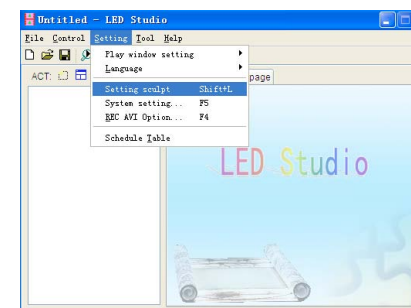 Untitled - LED Studio
File Control Setting Tool Help
Play window setting
Language
ACT:
page
Setting sculpt Shift+L
System setting... F5
REC AVI Option... F4
Schedule Table
LED Studio